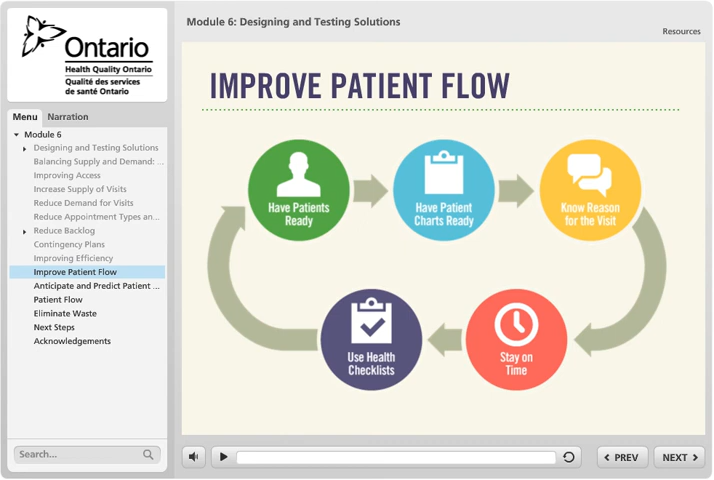 Ontario
Health Quality Ontario
Qualité des services
de santé Ontario
Module 6: Designing and Testing Solutions
Resources
Menu Narration
Module 6
Designing and Testing Solutions
Balancing Supply and Demand: ...
Improving Access
Increase Supply of Visits
Reduce Demand for Visits
Reduce Appointment Types an...
Reduce Backlog
Contingency Plans
Improving Efficiency
Improve Patient Flow
Anticipate and Predict Patient ...
Patient Flow
Eliminate Waste
Next Steps
Acknowledgements
Search...
IMPROVE PATIENT FLOW
Have Patients
Ready
Have Patient
Charts Ready
Know Reason
for the Visit
Stay on
Time
Use Health
Checklists
PREV
NEXT